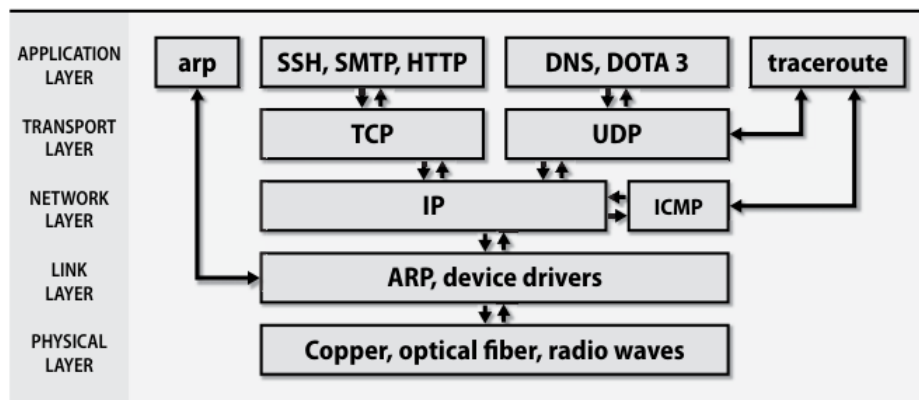 APPLICATION
LAYER
arp
SSH, SMTP, HTTP
DNS, DOTA 3
traceroute
TRANSPORT
LAYER
TCP
UDP
NETWORK
LAYER
IP
ICMP
LINK
LAYER
ARP, device drivers
PHYSICAL
LAYER
Copper, optical fiber, radio waves